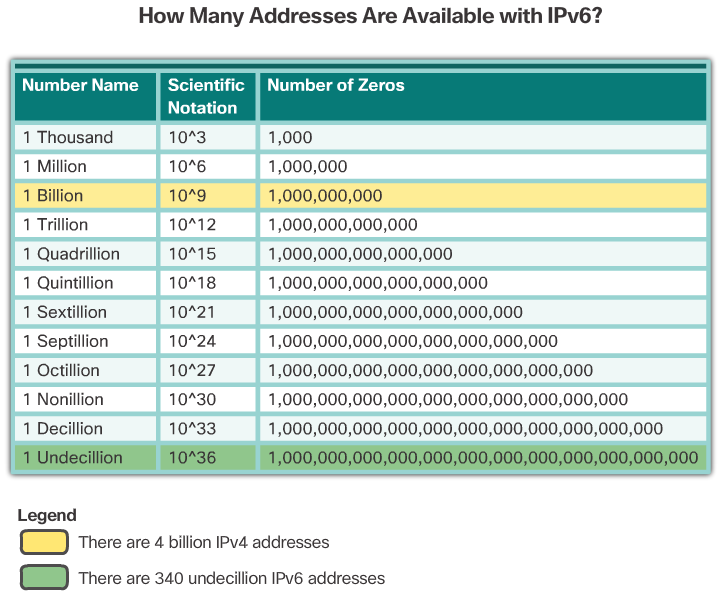 How Many Addresses Are Available with IPv6?
Number Name Scientific Notation Number of Zeros
1 Thousand 10^3 1,000
1 Million 10^6 1,000,000
1 Billion 10^9 1,000,000,000
1 Trillion 10^12 1,000,000,000,000
1 Quadrillion 10^15 1,000,000,000,000,000
1 Quintillion 10^18 1,000,000,000,000,000,000
1 Sextillion 10^21 1,000,000,000,000,000,000,000
1 Septillion 10^24 1,000,000,000,000,000,000,000,000
1 Octillion 10^27 1,000,000,000,000,000,000,000,000,000
1 Nonillion 10^30 1,000,000,000,000,000,000,000,000,000,000
1 Decillion 10^33 1,000,000,000,000,000,000,000,000,000,000,000
1 Undecillion 10^36 1,000,000,000,000,000,000,000,000,000,000,000,000
Legend
There are 4 billion IPv4 addresses
There are 340 undecillion IPv6 addresses